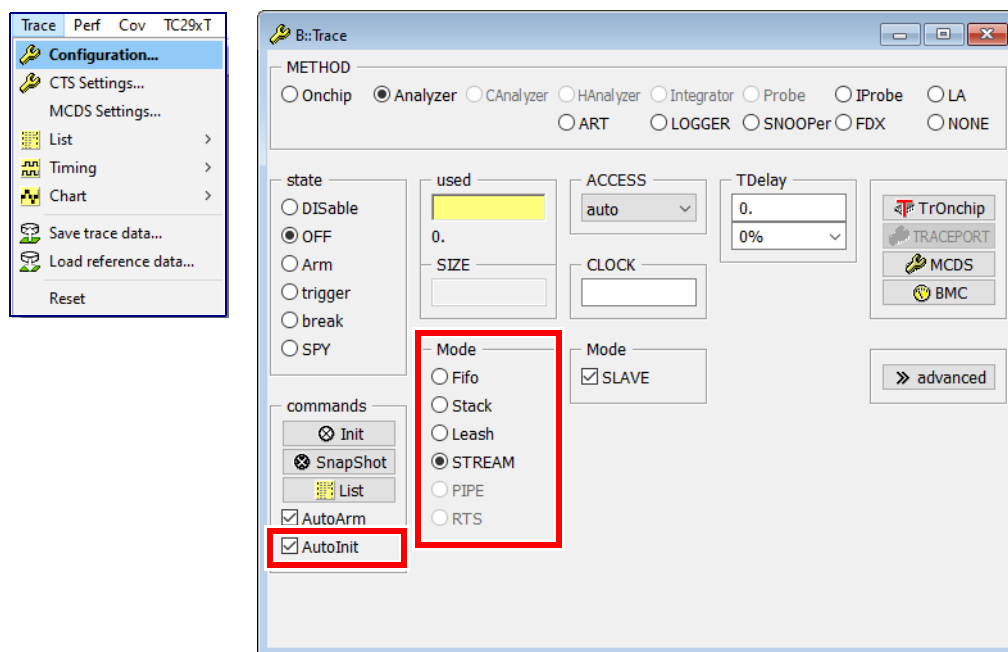 Trace Perf Cov TC29xT
Configuration...
CTS Settings...
MCDS Settings...
List
Timing
Chart
Save trace data...
Load reference data...
Reset
B::Trace
METHOD
Onchip Analyzer CAnalyzer HAnalyzer Integrator Probe IProbe LA
ART LOGGER SNOOPer FDX NONE
state
DISable
OFF
Arm
trigger
break
SPY
used
0.
SIZE
ACCESS
auto
CLOCK
TDelay
0.
0%
TrOnchip
TRACEPORT
MCDS
BMC
Mode
Fifo
Stack
Leash
STREAM
PIPE
RTS
Mode
SLAVE
advanced
commands
Init
SnapShot
List
AutoArm
AutoInit